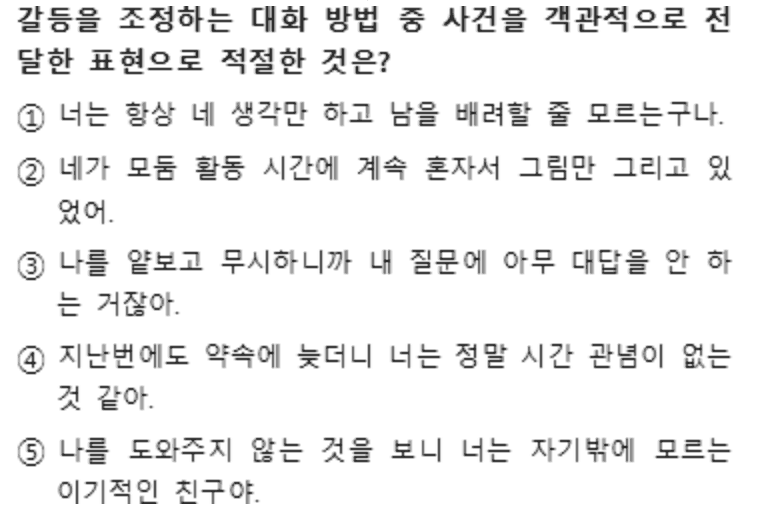 갈등을 조정하는 대화 방법 중 사건을 객관적으로 전
달한 표현으로 적절한 것은?
① 너는 항상 네 생각만 하고 남을 배려할 줄 모르는구나.
② 네가 모둠 활동 시간에 계속 혼자서 그림만 그리고 있
었어.
③ 나를 얕보고 무시하니까 내 질문에 아무 대답을 안 하
는 거잖아.
④ 지난번에도 약속에 늦더니 너는 정말 시간 관념이 없는
것 같아.
⑤ 나를 도와주지 않는 것을 보니 너는 자기밖에 모르는
이기적인 친구야.